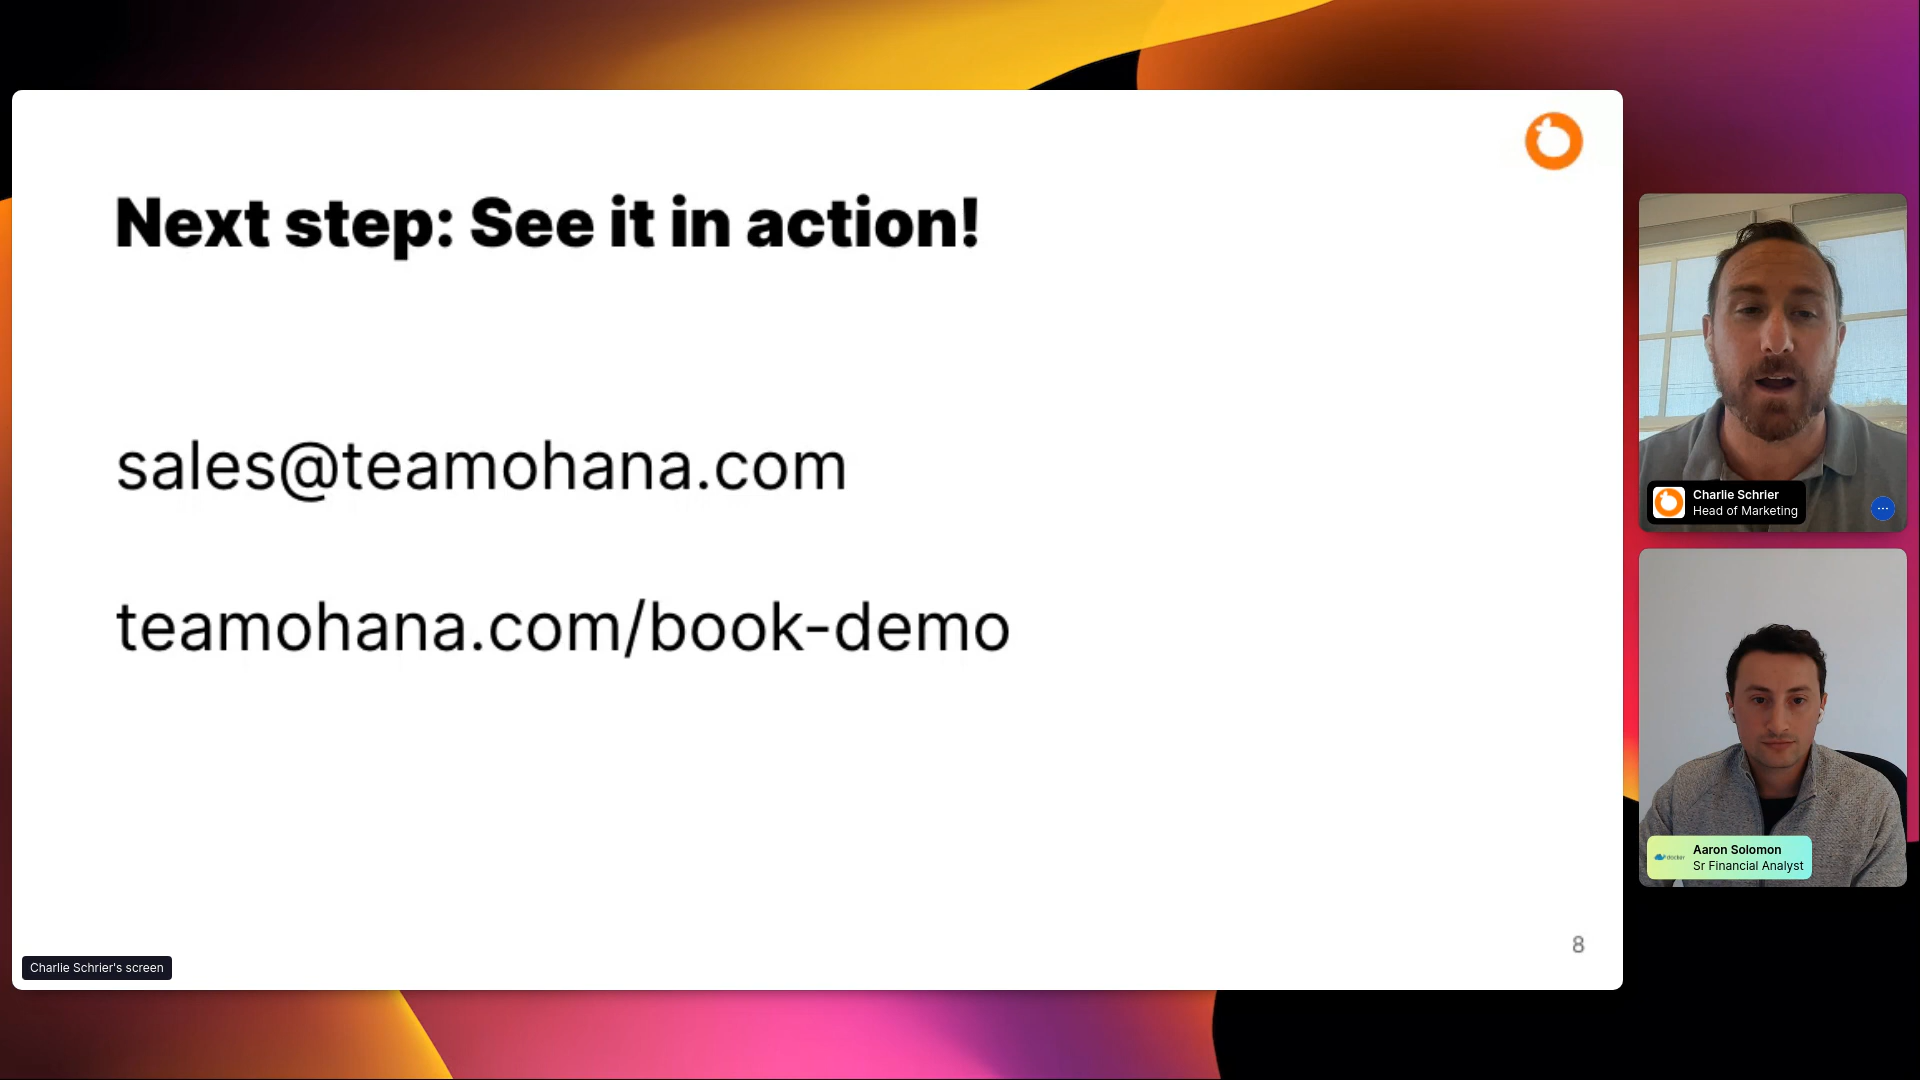 Next step: See it in action!
sales@teamohana.com
teamohana.com/book-demo
8
Charlie Schrier's screen
Charlie Schrier
Head of Marketing
docker
Aaron Solomon
Sr Financial Analyst